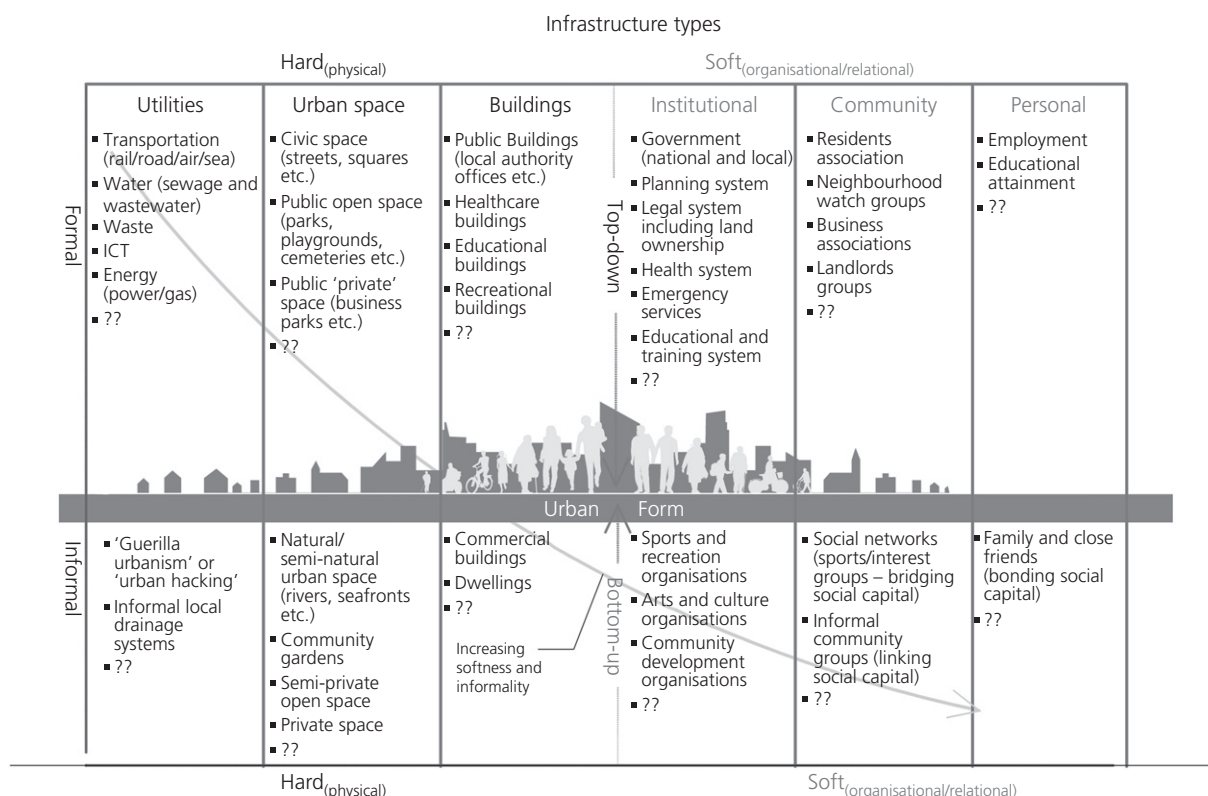 Infrastructure types
Hard(physical)
Soft(organisational/relational)
Utilities
Urban space
Buildings
Institutional
Community
Personal
Formal
▪ Transportation
(rail/road/air/sea)
▪ Water (sewage and
wastewater)
▪ Waste
▪ ICT
▪ Energy
(power/gas)
▪ ??
▪ Civic space
(streets, squares
etc.)
▪ Public open space
(parks,
playgrounds,
cemeteries etc.)
▪ Public ‘private’
space (business
parks etc.)
▪ ??
▪ Public Buildings
(local authority
offices etc.)
▪ Healthcare
buildings
▪ Educational
buildings
▪ Recreational
buildings
▪ ??
Top-down
▪ Government
(national and local)
▪ Planning system
▪ Legal system
including land
ownership
▪ Health system
▪ Emergency
services
▪ Educational and
training system
▪ ??
▪ Residents
association
▪ Neighbourhood
watch groups
▪ Business
associations
▪ Landlords
groups
▪ ??
▪ Employment
▪ Educational
attainment
▪ ??
Urban Form
Informal
▪ ‘Guerilla
urbanism’ or
‘urban hacking’
▪ Informal local
drainage
systems
▪ ??
▪ Natural/
semi-natural
urban space
(rivers, seafronts
etc.)
▪ Community
gardens
▪ Semi-private
open space
▪ Private space
▪ ??
▪ Commercial
buildings
▪ Dwellings
▪ ??
Increasing
softness and
informality
Bottom-up
▪ Sports and
recreation
organisations
▪ Arts and culture
organisations
▪ Community
development
organisations
▪ ??
▪ Social networks
(sports/interest
groups – bridging
social capital)
▪ Informal
community
groups (linking
social capital)
▪ ??
▪ Family and close
friends
(bonding social
capital)
▪ ??
Hard(physical)
Soft(organisational/relational)